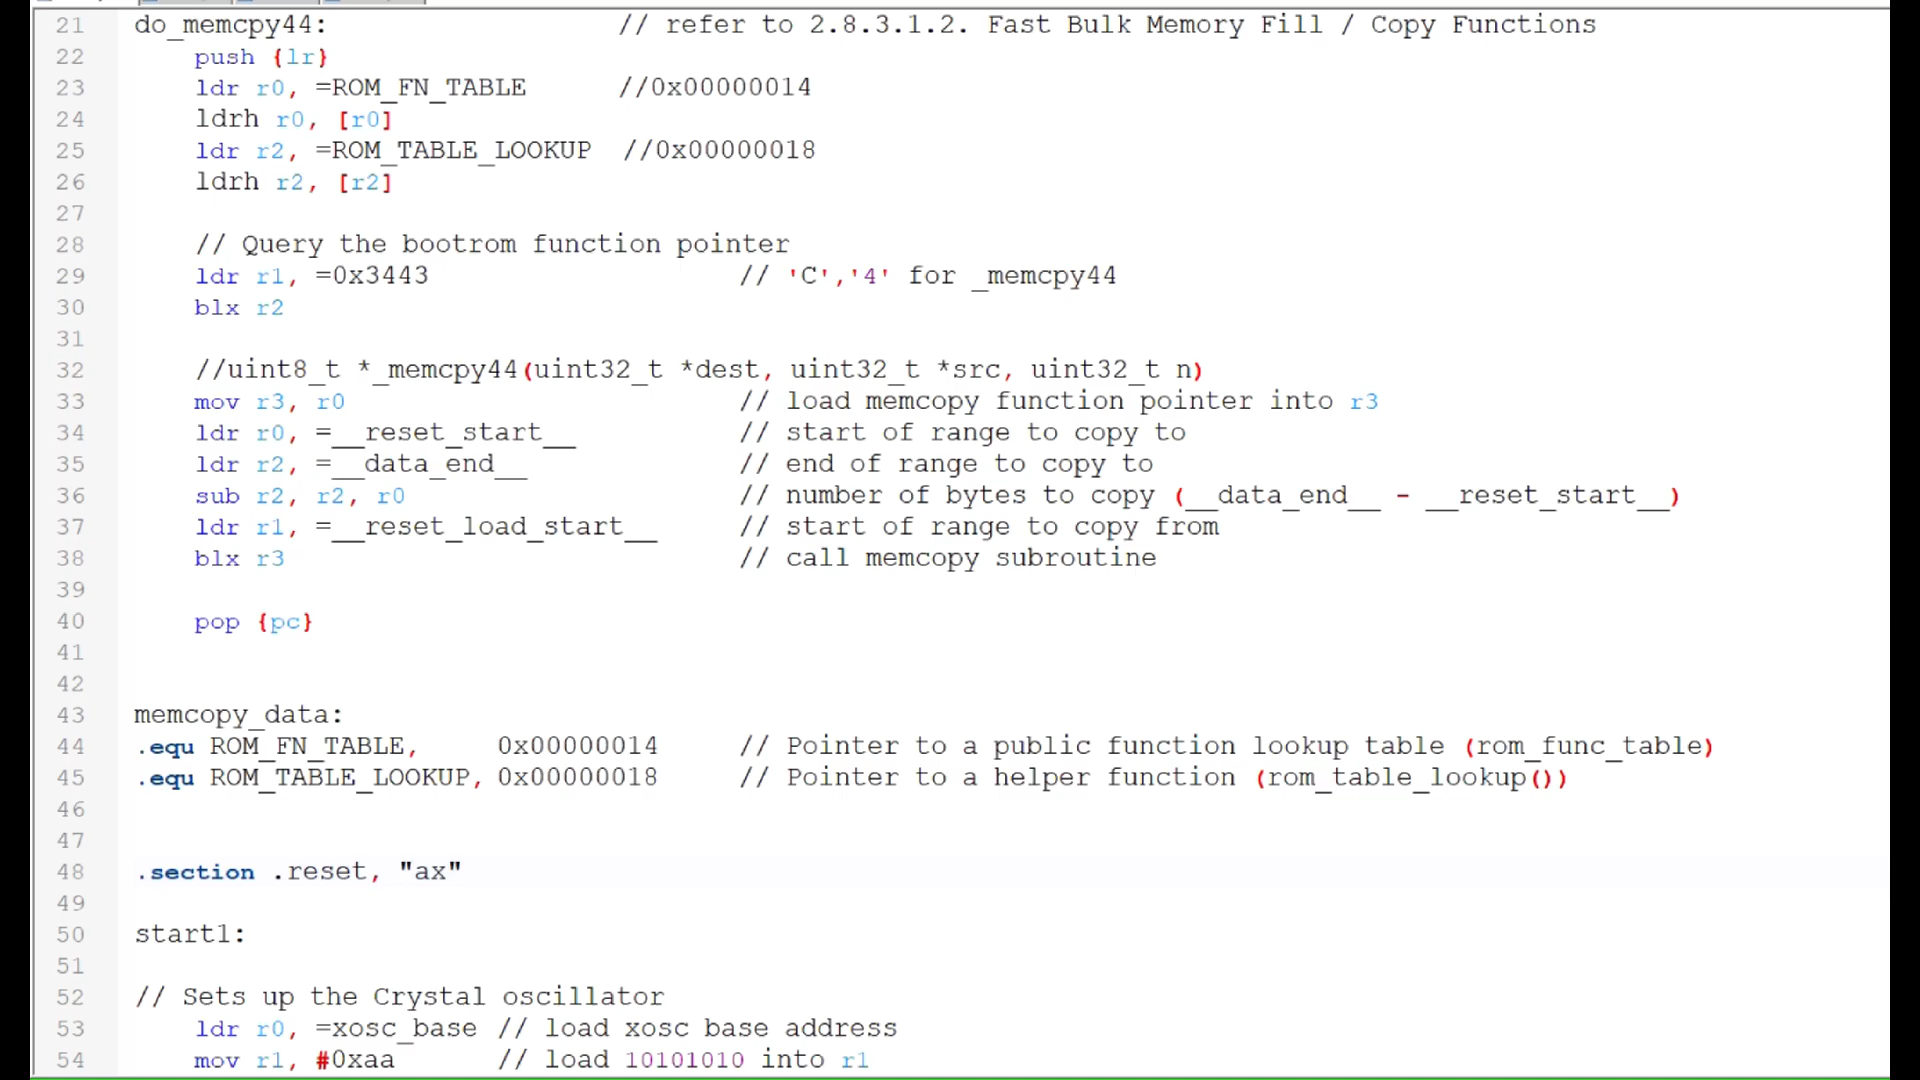 21 do_memcpy44: // refer to 2.8.3.1.2. Fast Bulk Memory Fill / Copy Functions
22 push {lr}
23 ldr r0, =ROM_FN_TABLE //0x00000014
24 ldrh r0, [r0]
25 ldr r2, =ROM_TABLE_LOOKUP //0x00000018
26 ldrh r2, [r2]
27
28 // Query the bootrom function pointer
29 ldr r1, =0x3443 // 'C','4' for _memcpy44
30 blx r2
31
32 //uint8_t *_memcpy44(uint32_t *dest, uint32_t *src, uint32_t n)
33 mov r3, r0 // load memcopy function pointer into r3
34 ldr r0, =__reset_start__ // start of range to copy to
35 ldr r2, =__data_end__ // end of range to copy to
36 sub r2, r2, r0 // number of bytes to copy (__data_end__ - __reset_start__)
37 ldr r1, =__reset_load_start__ // start of range to copy from
38 blx r3 // call memcopy subroutine
39
40 pop {pc}
41
42
43 memcopy_data:
44 .equ ROM_FN_TABLE, 0x00000014 // Pointer to a public function lookup table (rom_func_table)
45 .equ ROM_TABLE_LOOKUP, 0x00000018 // Pointer to a helper function (rom_table_lookup())
46
47
48 .section .reset, "ax"
49
50 start1:
51
52 // Sets up the Crystal oscillator
53 ldr r0, =xosc_base // load xosc base address
54 mov r1, #0xaa // load 10101010 into r1